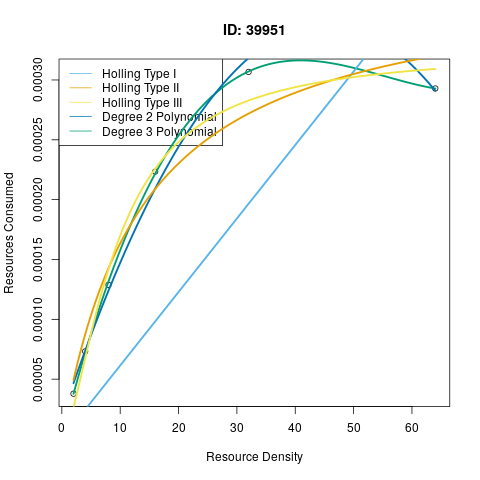 ID: 39951
Holling Type I
Holling Type II
Holling Type III
Degree 2 Polynomial
Degree 3 Polynomial
0.00030
0.00025
0.00020
0.00015
0.00010
0.00005
Resources Consumed
0 10 20 30 40 50 60
Resource Density